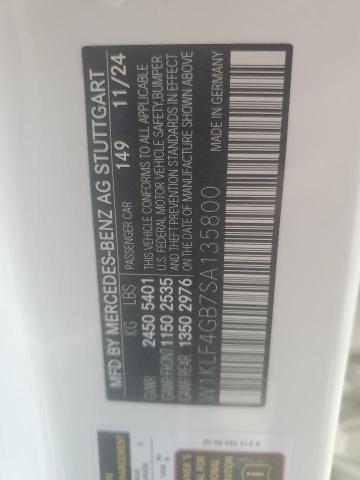 MFD BY MERCEDES-BENZ AG STUTTGART
PASSENGER CAR 149 11/24
KG LBS
GVWR 2450 5401
GAWR FRONT 1150 2535
GAWR REAR 1350 2976
THIS VEHICLE CONFORMS TO ALL APPLICABLE
U.S. FEDERAL MOTOR VEHICLE SAFETY,BUMPER
AND THEFT PREVENTION STANDARDS IN EFFECT
ON THE DATE OF MANUFACTURE SHOWN ABOVE
W1KLF4GB7SA135800 MADE IN GERMANY